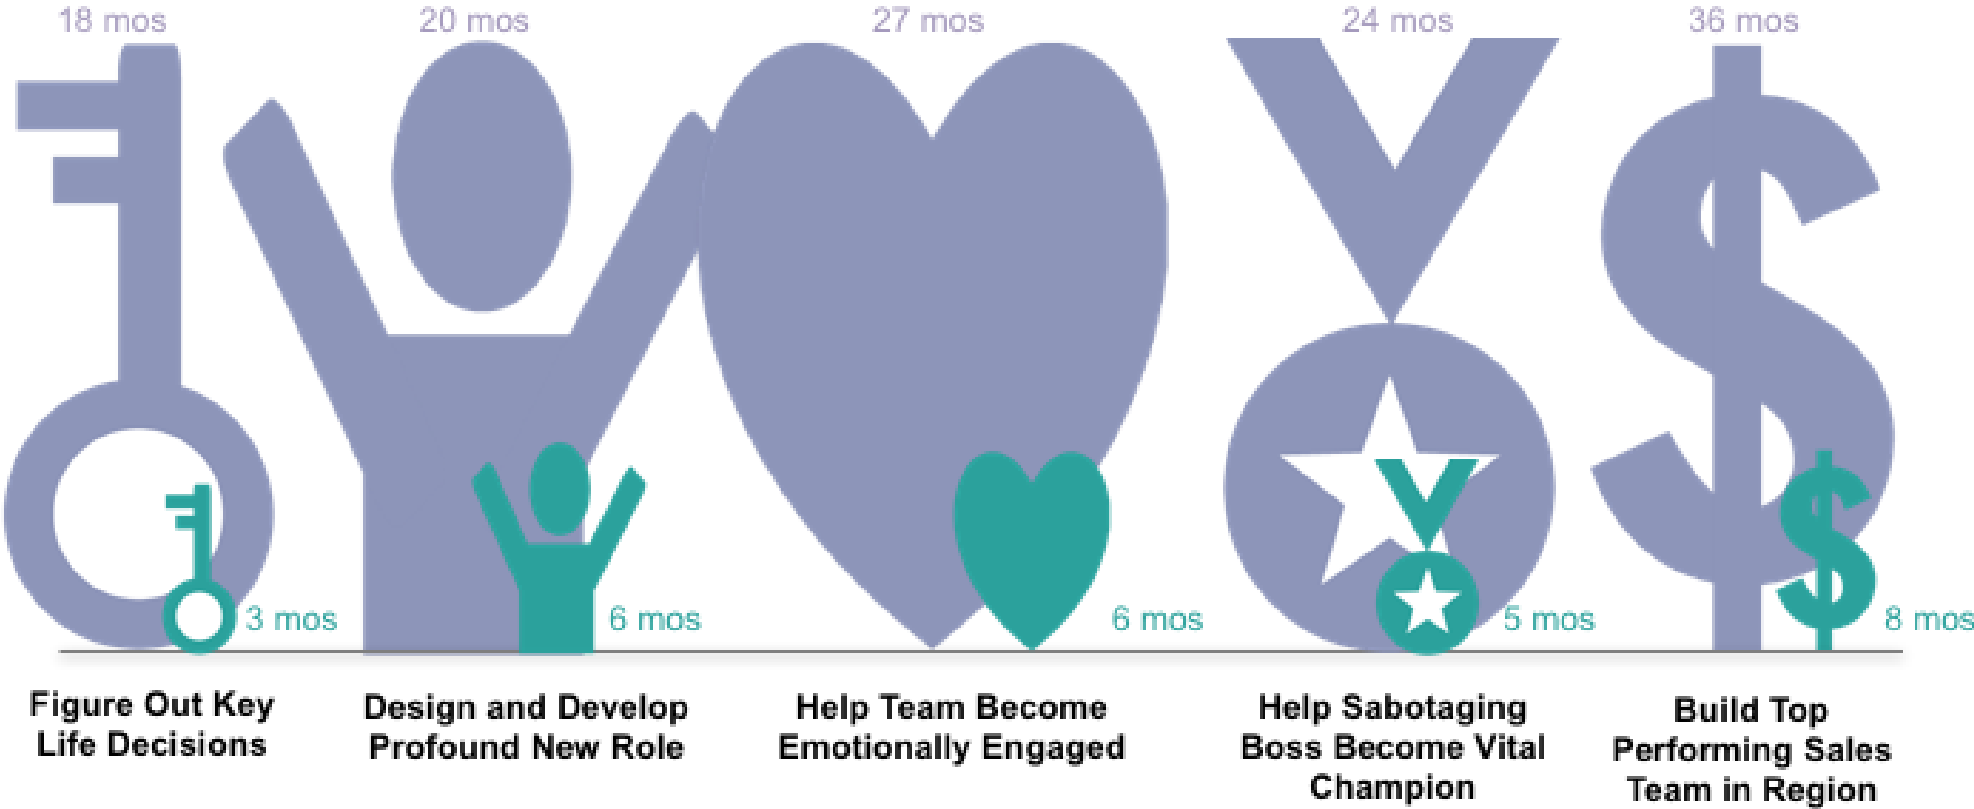 18 mos
20 mos
27 mos
24 mos
36 mos
3 mos
6 mos
6 mos
5 mos
8 mos
Figure Out Key
Life Decisions
Design and Develop
Profound New Role
Help Team Become
Emotionally Engaged
Help Sabotaging
Boss Become Vital
Champion
Build Top
Performing Sales
Team in Region